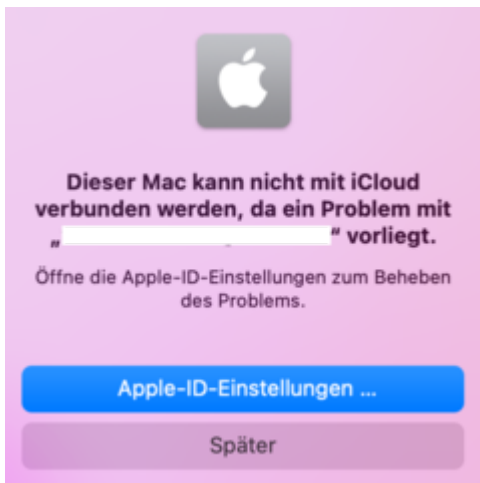 Dieser Mac kann nicht mit iCloud
verbunden werden, da ein Problem mit
„ “ vorliegt.
Öffne die Apple-ID-Einstellungen zum Beheben
des Problems.
Apple-ID-Einstellungen ...
Später